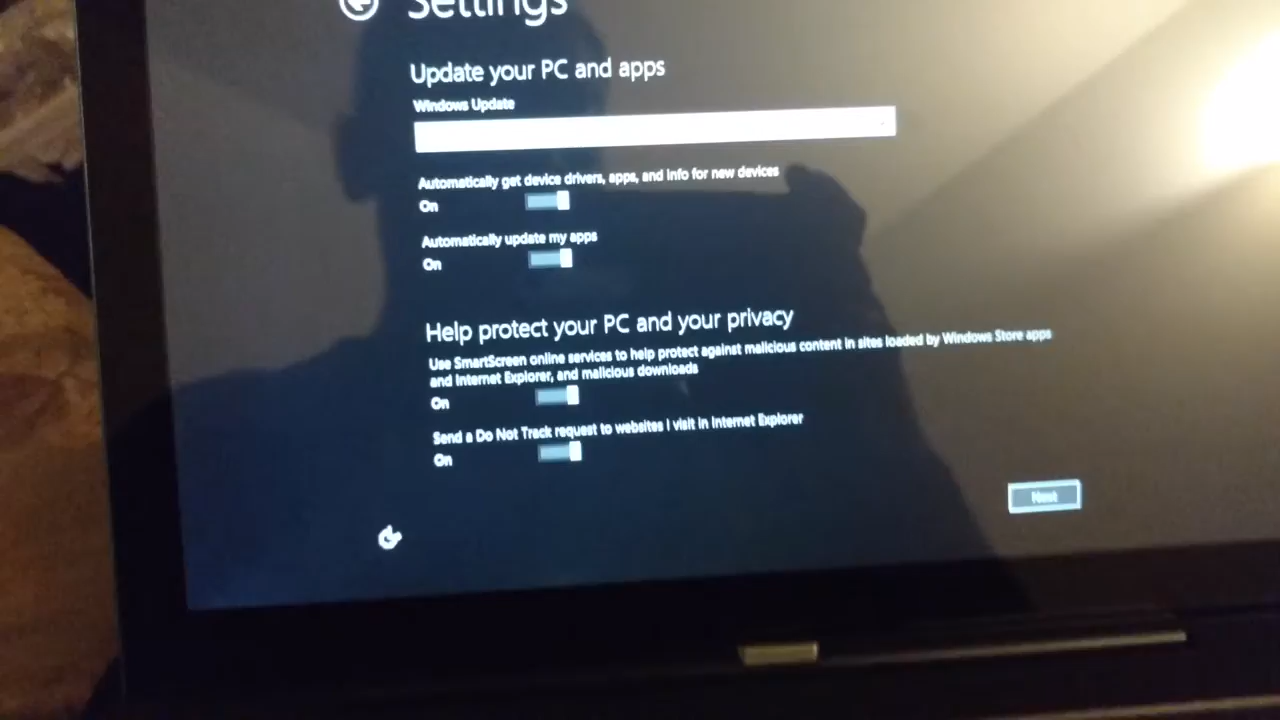 Settings
Update your PC and apps
Windows Update
Automatically get device drivers, apps, and info for new devices
On
Automatically update my apps
On
Help protect your PC and your privacy
Use SmartScreen online services to help protect against malicious content in sites loaded by Windows Store apps
and Internet Explorer, and malicious downloads
On
Send a Do Not Track request to websites I visit in Internet Explorer
On
Next